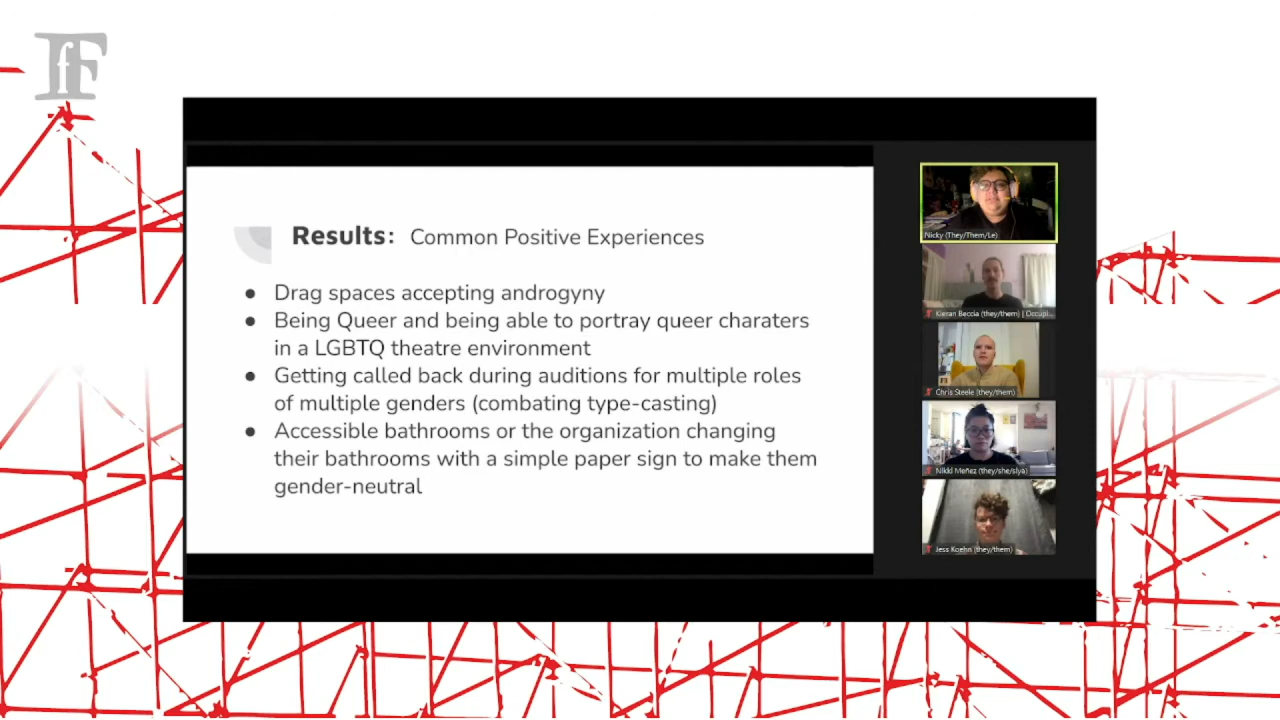 fF
Results: Common Positive Experiences
● Drag spaces accepting androgyny
● Being Queer and being able to portray queer charaters
in a LGBTQ theatre environment
● Getting called back during auditions for multiple roles
of multiple genders (combating type-casting)
● Accessible bathrooms or the organization changing
their bathrooms with a simple paper sign to make them
gender-neutral
Nicky (They/Them/Le)
Kieran Beccia (they/them) | Occupi...
Chris Steele (they/them)
Nikki Meñez (they/she/siya)
Jess Koehn (they/them)